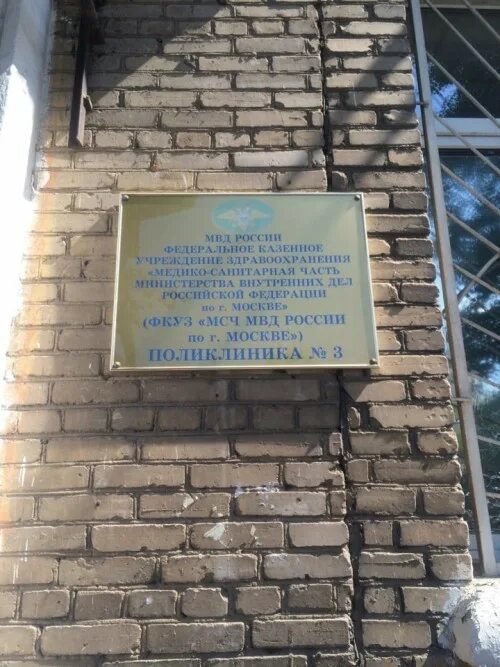 МВД РОССИИ
ФЕДЕРАЛЬНОЕ КАЗЕННОЕ
УЧРЕЖДЕНИЕ ЗДРАВООХРАНЕНИЯ
«МЕДИКО-САНИТАРНАЯ ЧАСТЬ
МИНИСТЕРСТВА ВНУТРЕННИХ ДЕЛ
РОССИЙСКОЙ ФЕДЕРАЦИИ
по г. МОСКВЕ»
(ФКУЗ «МСЧ МВД РОССИИ
по г. МОСКВЕ»)
ПОЛИКЛИНИКА № 3